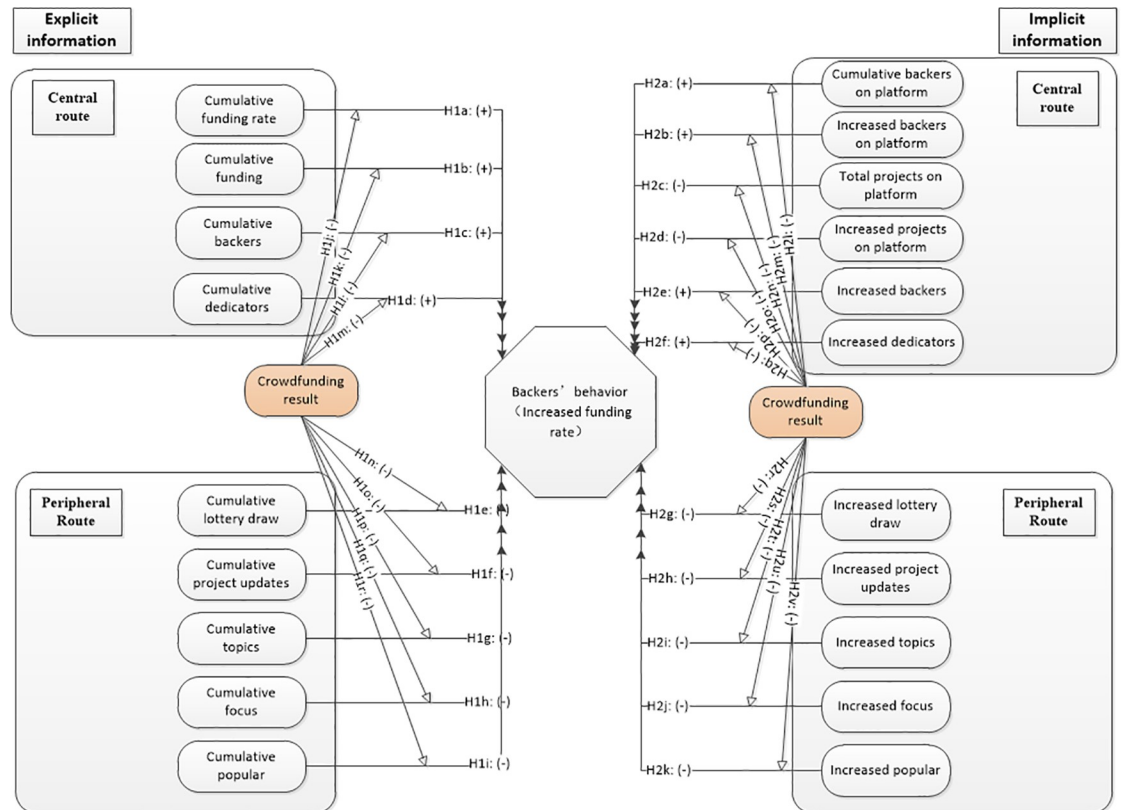 Explicit
information
Central
route
Cumulative
funding rate
Cumulative
funding
Cumulative
backers
Cumulative
dedicators
H1a: (+)
H1b: (+)
H1c: (+)
H1d: (+)
H1j: (-)
H1k: (-)
H1l: (-)
H1m: (-)
Crowdfunding
result
H1n: (-)
H1o: (-)
H1p: (-)
H1q: (-)
H1r: (-)
Peripheral
Route
Cumulative
lottery draw
Cumulative
project updates
Cumulative
topics
Cumulative
focus
Cumulative
popular
H1e: (-)
H1f: (-)
H1g: (-)
H1h: (-)
H1i: (-)
Backers’ behavior
（Increased funding
rate）
Implicit
information
Central
route
Cumulative backers
on platform
Increased backers
on platform
Total projects on
platform
Increased projects
on platform
Increased backers
Increased dedicators
H2a: (+)
H2b: (+)
H2c: (-)
H2d: (-)
H2e: (+)
H2f: (+)
H2l: (-)
H2m: (-)
H2n: (-)
H2o: (-)
H2p: (-)
H2q: (-)
Crowdfunding
result
H2r: (-)
H2s: (-)
H2t: (-)
H2u: (-)
H2v: (-)
Peripheral
Route
Increased lottery
draw
Increased project
updates
Increased topics
Increased focus
Increased popular
H2g: (-)
H2h: (-)
H2i: (-)
H2j: (-)
H2k: (-)